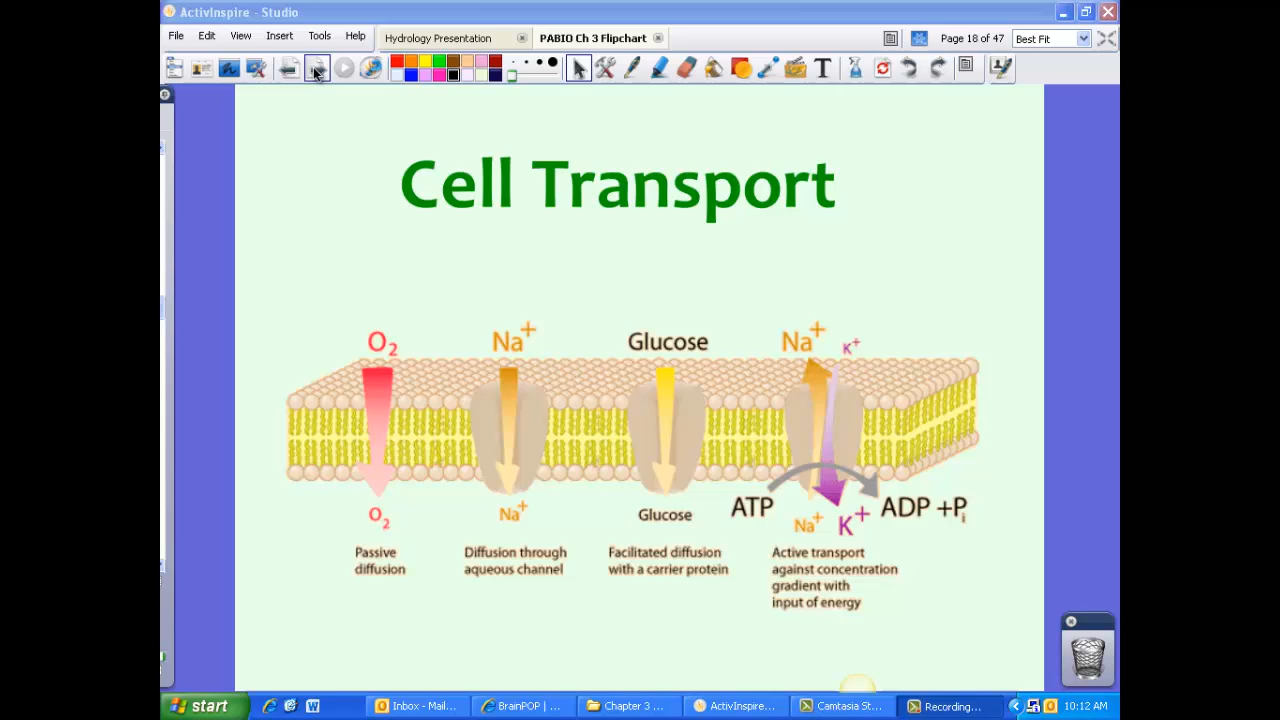 ActivInspire - Studio
File Edit View Insert Tools Help
Hydrology Presentation
PABIO Ch 3 Flipchart
Page 18 of 47
Best Fit
Cell Transport
O2 Na+ Glucose Na+ K+
ATP ADP +Pi
O2 Na+ Glucose Na+ K+
Passive
diffusion
Diffusion through
aqueous channel
Facilitated diffusion
with a carrier protein
Active transport
against concentration
gradient with
input of energy
start
Inbox - Mail...
BrainPOP | ...
Chapter 3 ...
ActivInspire...
Camtasia St...
Recording...
10:12 AM